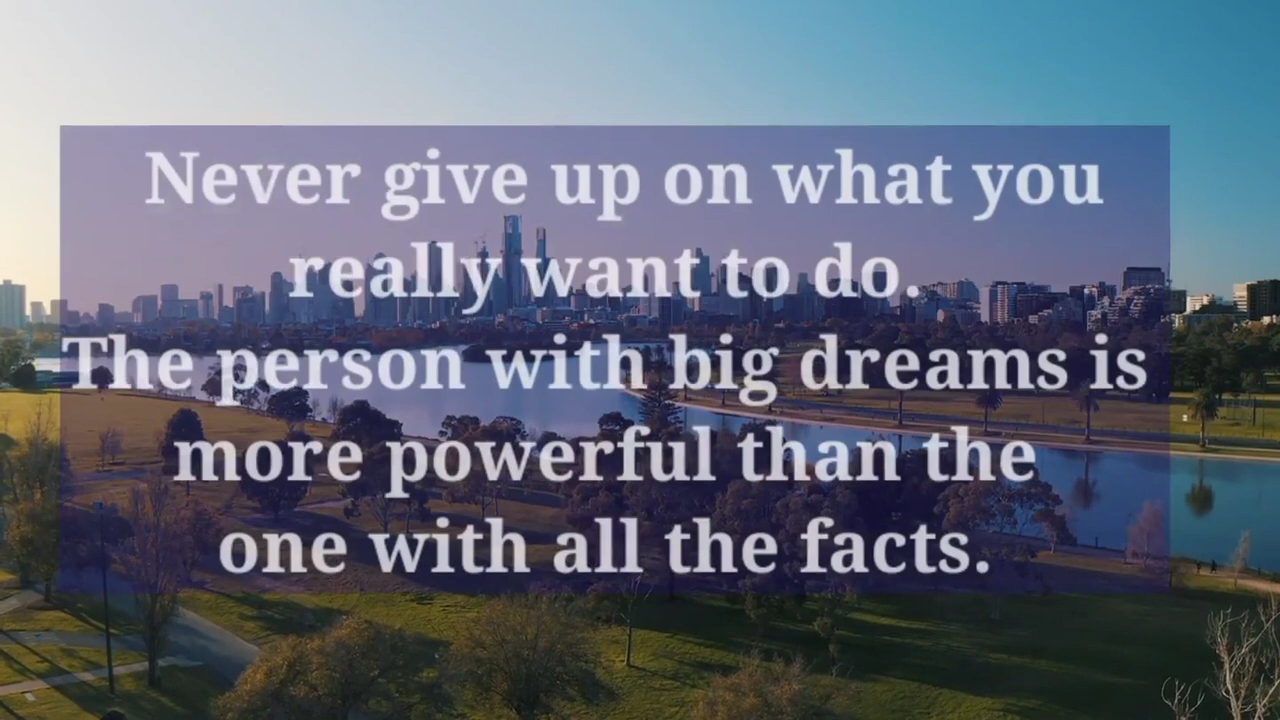 Never give up on what you
really want to do.
The person with big dreams is
more powerful than the
one with all the facts.